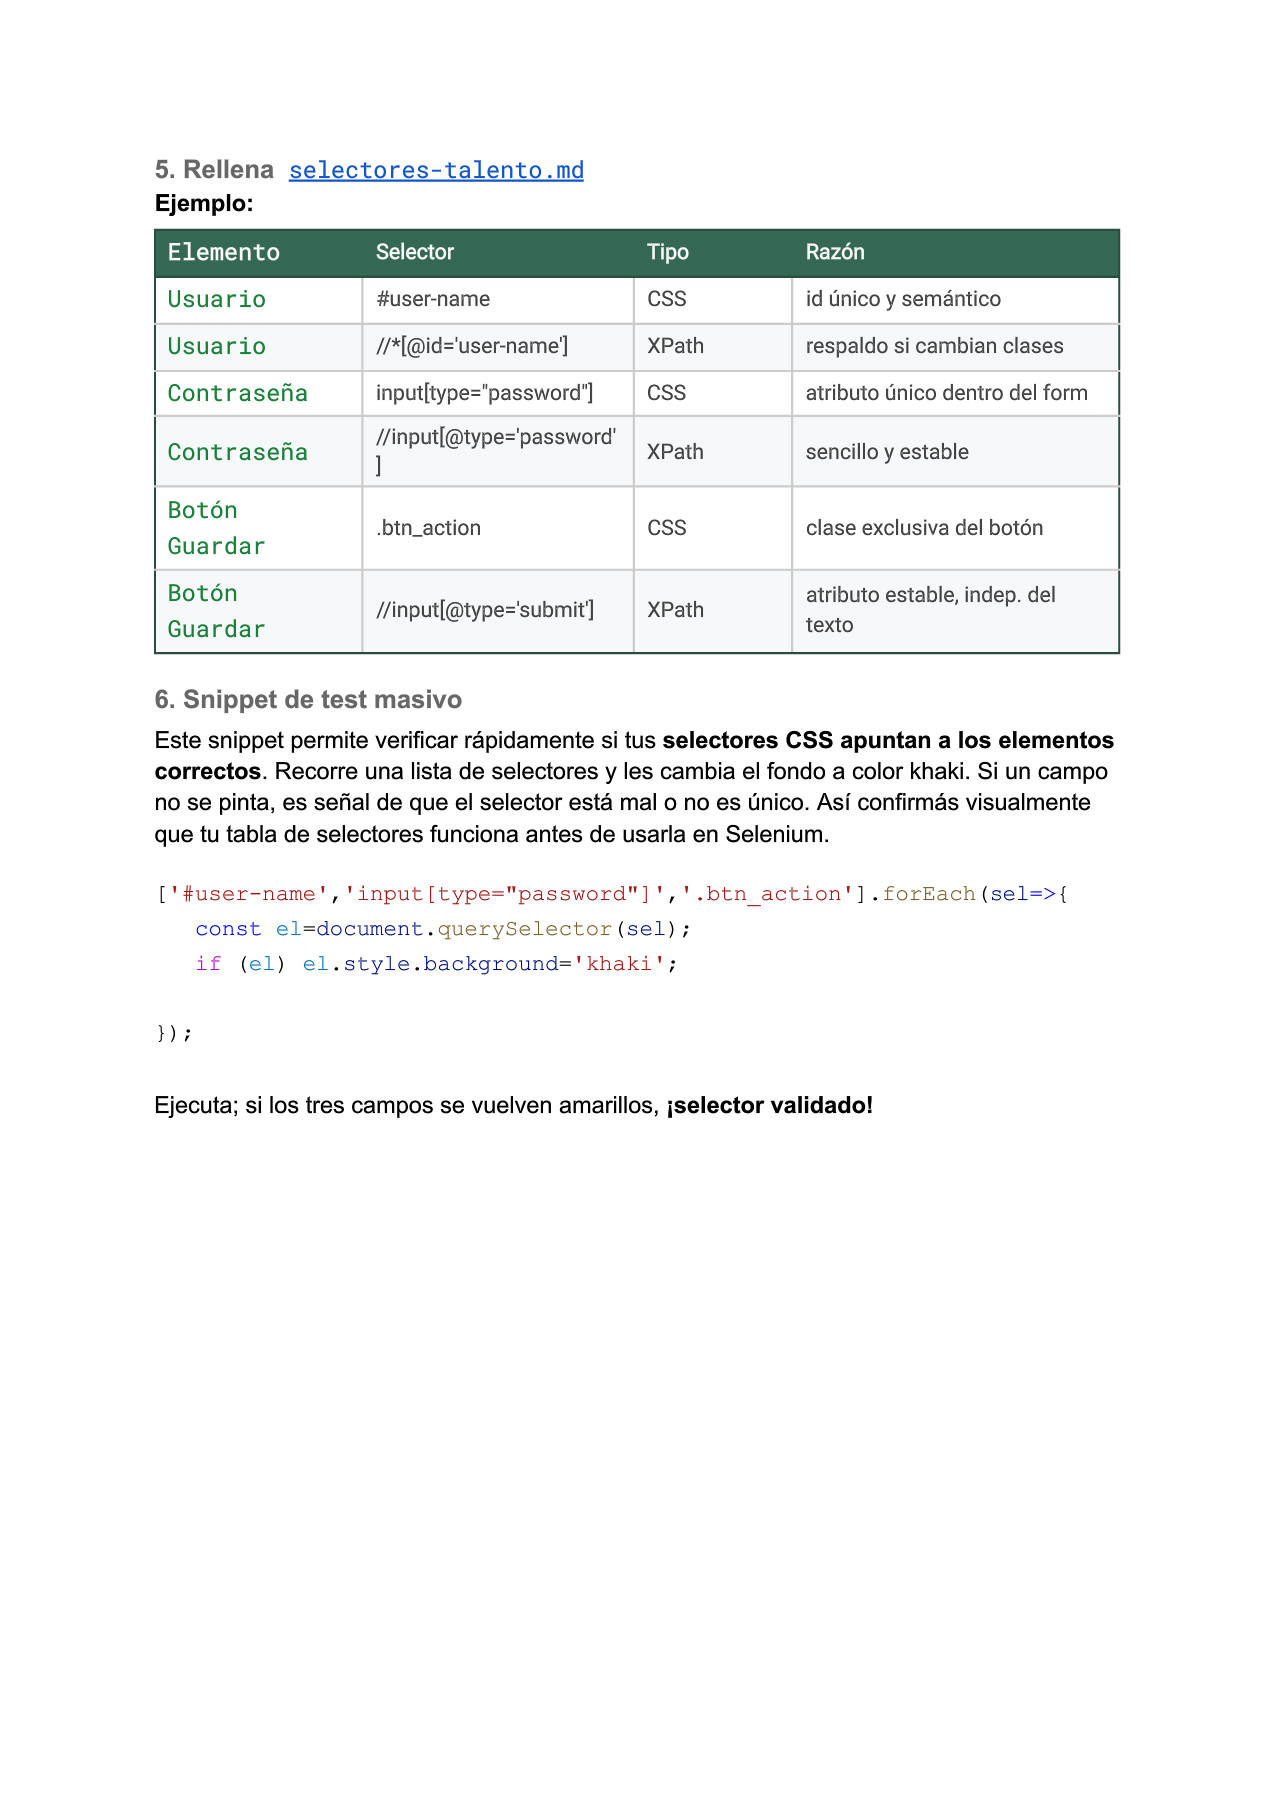 5. Rellena selectores-talento.md
Ejemplo:
Elemento Selector Tipo Razón
Usuario #user-name CSS id único y semántico
Usuario //*[@id='user-name'] XPath respaldo si cambian clases
Contraseña input[type="password"] CSS atributo único dentro del form
Contraseña //input[@type='password'
] XPath sencillo y estable
Botón
Guardar .btn_action CSS clase exclusiva del botón
Botón
Guardar //input[@type='submit'] XPath atributo estable, indep. del
texto
6. Snippet de test masivo
Este snippet permite verificar rápidamente si tus selectores CSS apuntan a los elementos
correctos. Recorre una lista de selectores y les cambia el fondo a color khaki. Si un campo
no se pinta, es señal de que el selector está mal o no es único. Así confirmás visualmente
que tu tabla de selectores funciona antes de usarla en Selenium.
['#user-name','input[type="password"]','.btn_action'].forEach(sel=>{
const el=document.querySelector(sel);
if (el) el.style.background='khaki';
});
Ejecuta; si los tres campos se vuelven amarillos, ¡selector validado!